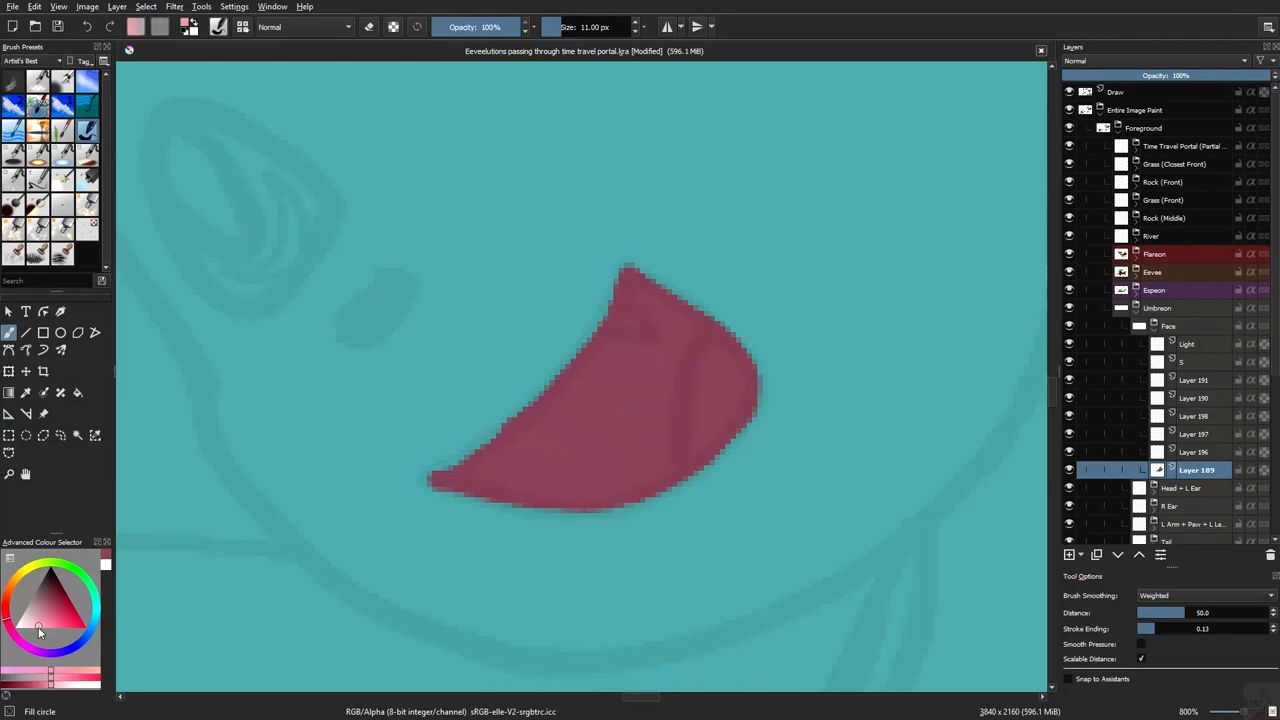 File Edit View Image Layer Select Filter Tools Settings Window Help
Normal Opacity: 100% Size: 11.00 px
Eeveelutions passing through time travel portal.kra [Modified] (596.1 MiB)
Brush Presets
Artist's Best Tag
Search
Advanced Colour Selector
Layers
Normal
Opacity: 100%
Draw
Entire Image Paint
Foreground
Time Travel Portal (Partial ...
Grass (Closest Front)
Rock (Front)
Grass (Front)
Rock (Middle)
River
Flareon
Eevee
Espeon
Umbreon
Face
Light
S
Layer 191
Layer 190
Layer 198
Layer 197
Layer 196
Layer 189
Head + L Ear
R Ear
L Arm + Paw + L Le...
Tail
Tool Options
Brush Smoothing: Weighted
Distance: 50.0
Stroke Ending: 0.13
Smooth Pressure:
Scalable Distance:
Snap to Assistants
Fill circle RGB/Alpha (8-bit integer/channel) sRGB-elle-V2-srgbtrc.icc 3840 x 2160 (596.1 MiB) 800%